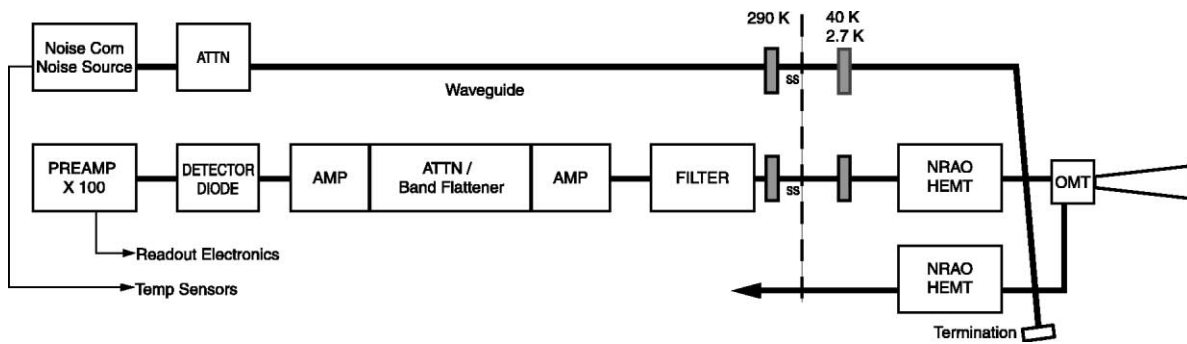 290 K
40 K
2.7 K
Noise Com
Noise Source
ATTN
Waveguide
SS
PREAMP
X 100
DETECTOR
DIODE
AMP
ATTN /
Band Flattener
AMP
FILTER
SS
NRAO
HEMT
OMT
Readout Electronics
Temp Sensors
NRAO
HEMT
Termination